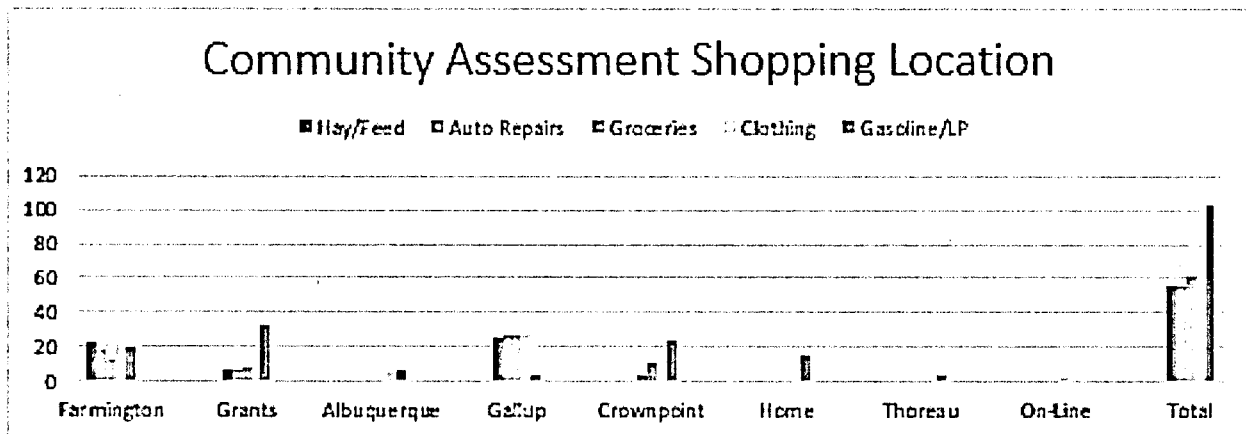 Community Assessment Shopping Location
Hay/Feed Auto Repairs Groceries Clothing Gasoline/LP
120
100
80
60
40
20
0
Farmington Grants Albuquerque Gallup Crownpoint Home Thoreau On-Line Total